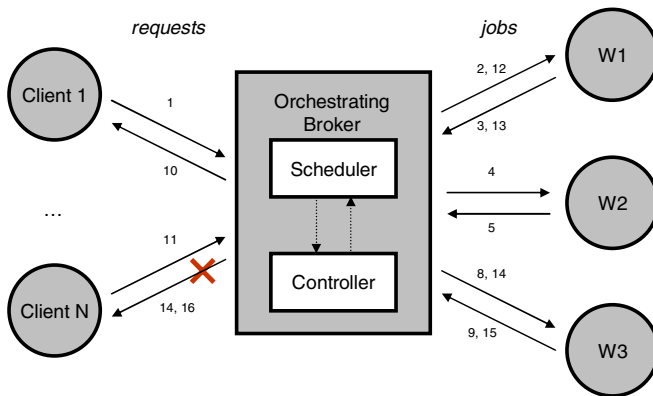 requests
jobs
Client 1
1
10
...
11
Client N
14, 16
Orchestrating
Broker
Scheduler
Controller
2, 12
3, 13
W1
4
5
W2
8, 14
9, 15
W3